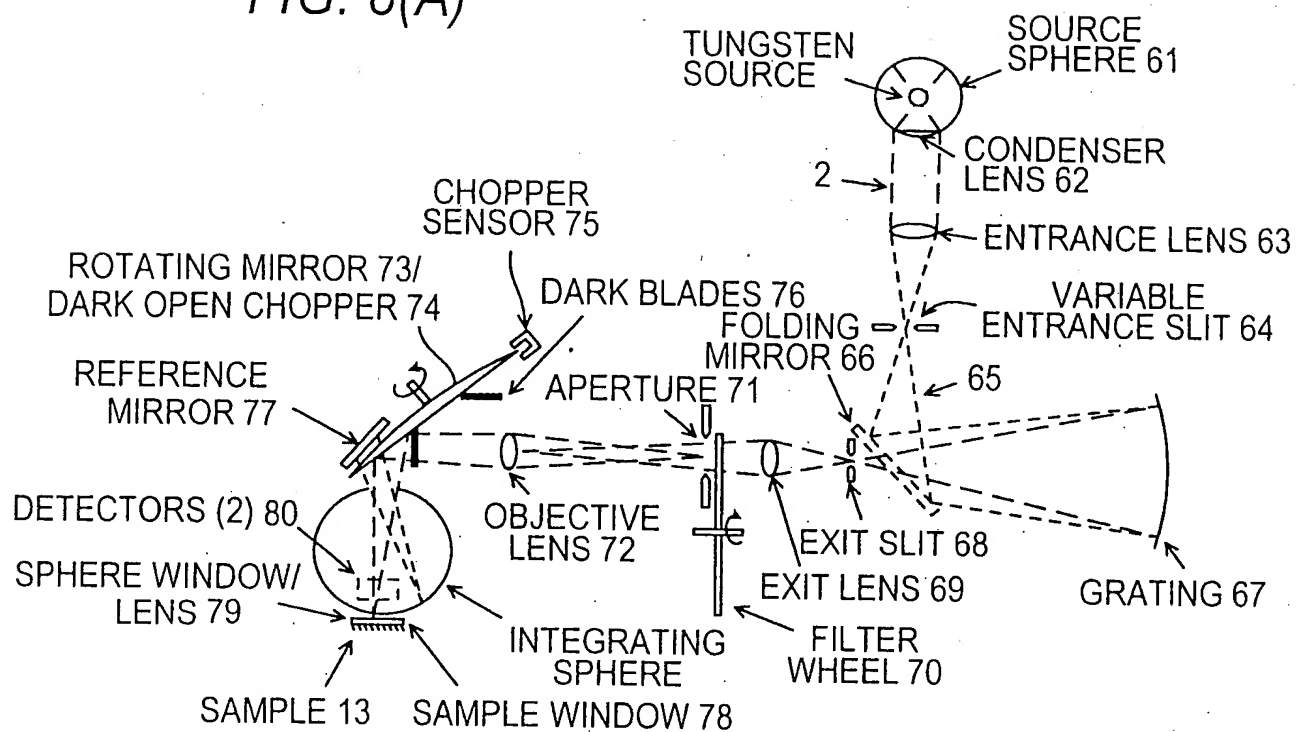 FIG. 6(A)
TUNGSTEN
SOURCE
SOURCE
SPHERE 61
CONDENSER
LENS 62
2
ENTRANCE LENS 63
VARIABLE
ENTRANCE SLIT 64
65
FOLDING
MIRROR 66
GRATING 67
EXIT SLIT 68
EXIT LENS 69
FILTER
WHEEL 70
APERTURE 71
OBJECTIVE
LENS 72
DARK BLADES 76
CHOPPER
SENSOR 75
ROTATING MIRROR 73/
DARK OPEN CHOPPER 74
REFERENCE
MIRROR 77
DETECTORS (2) 80
SPHERE WINDOW/
LENS 79
INTEGRATING
SPHERE
SAMPLE 13
SAMPLE WINDOW 78